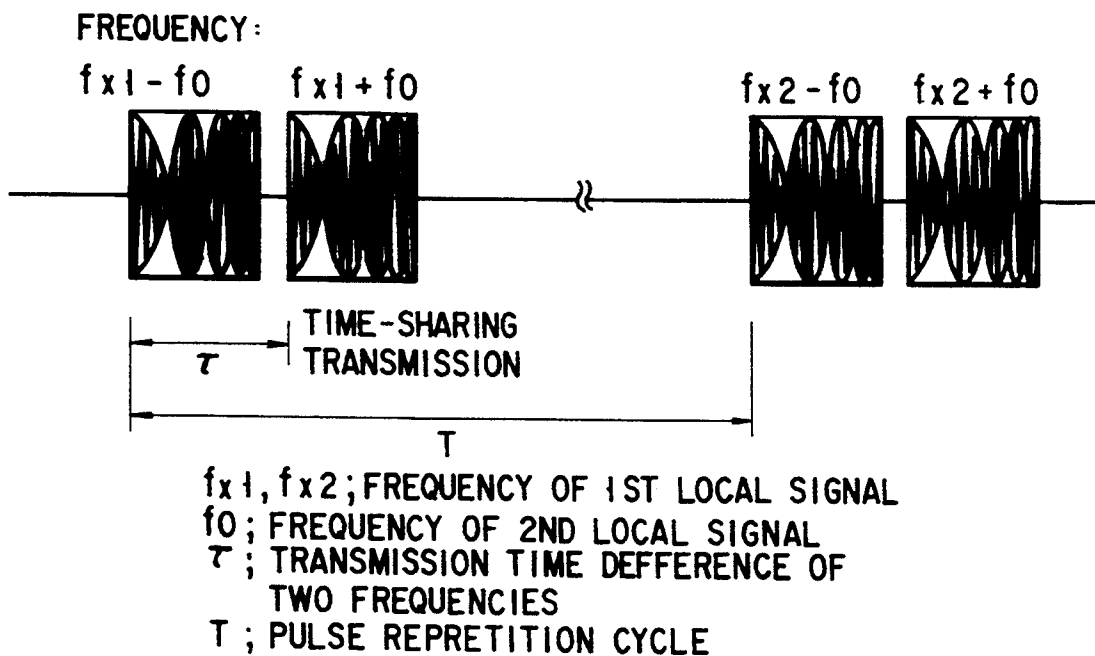 FREQUENCY:
fx1-f0 fx1+f0 fx2-f0 fx2+f0
TIME-SHARING
τ TRANSMISSION
T
fx1, fx2; FREQUENCY OF 1ST LOCAL SIGNAL
f0; FREQUENCY OF 2ND LOCAL SIGNAL
τ; TRANSMISSION TIME DEFFERENCE OF
TWO FREQUENCIES
T; PULSE REPRETITION CYCLE